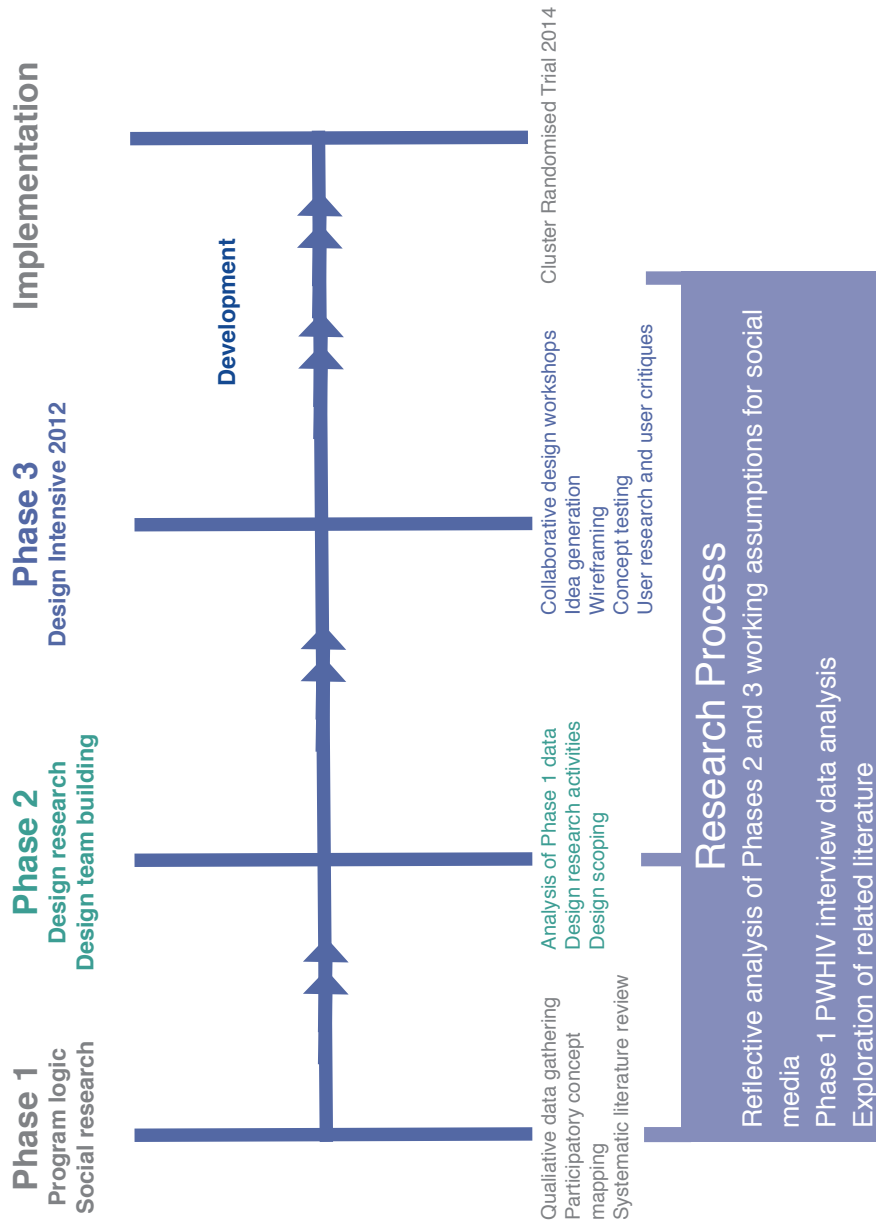 Phase 1
Program logic
Social research
Phase 2
Design research
Design team building
Phase 3
Design Intensive 2012
Implementation
Development
Qualiative data gathering
Participatory concept
mapping
Systematic literature review
Analysis of Phase 1 data
Design research activities
Design scoping
Collaborative design workshops
Idea generation
Wireframing
Concept testing
User research and user critiques
Cluster Randomised Trial 2014
Research Process
Reflective analysis of Phases 2 and 3 working assumptions for social
media
Phase 1 PWHIV interview data analysis
Exploration of related literature